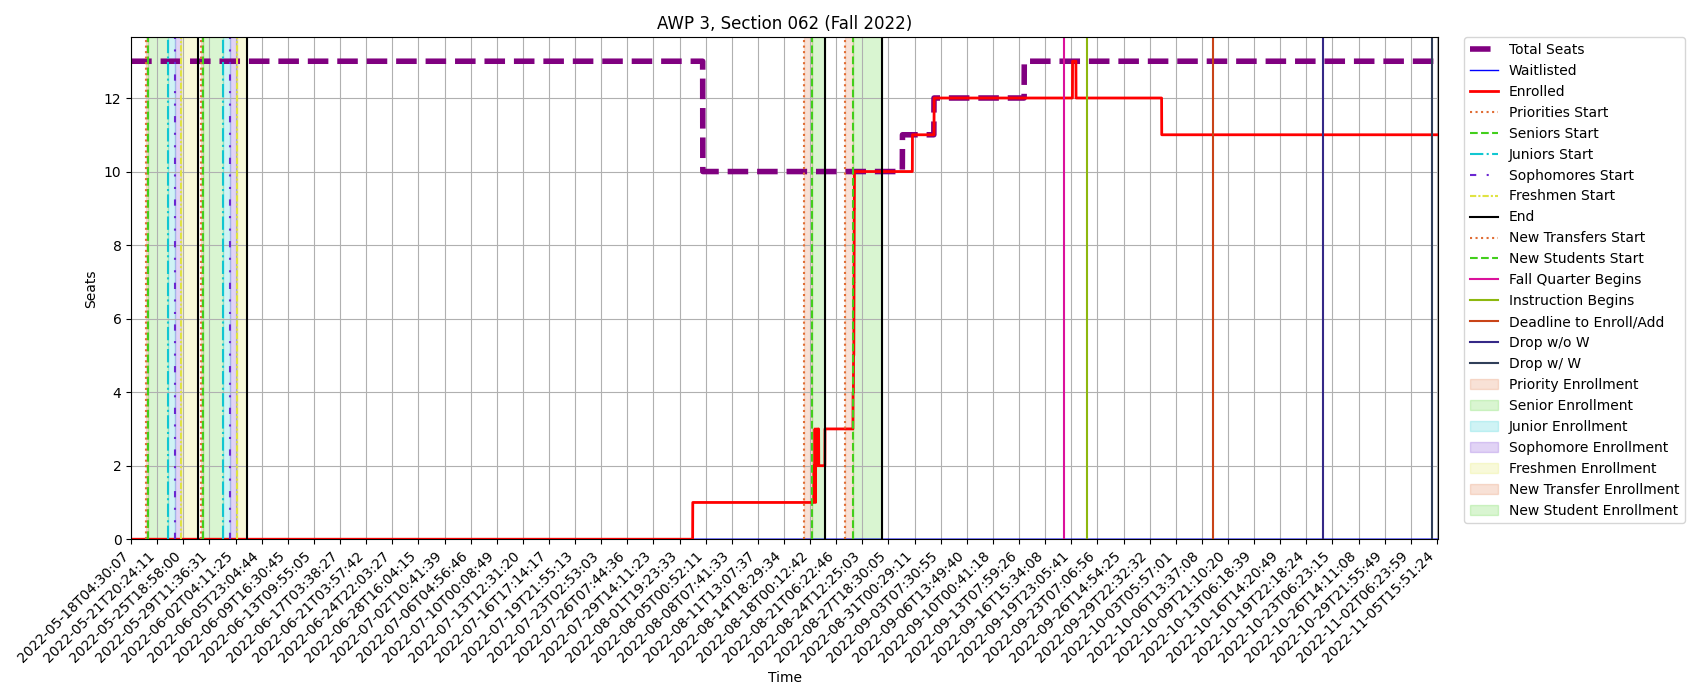 AWP 3, Section 062 (Fall 2022)
Seats
12
10
8
6
4
2
0
2022-05-18T04:30:07
2022-05-21T20:24:11
2022-05-25T18:58:00
2022-05-29T11:36:31
2022-06-02T04:11:25
2022-06-05T23:04:44
2022-06-09T16:30:45
2022-06-13T09:55:05
2022-06-17T03:38:27
2022-06-21T03:57:42
2022-06-24T22:03:27
2022-06-28T16:04:15
2022-07-02T10:41:39
2022-07-06T04:56:46
2022-07-10T00:08:49
2022-07-13T12:31:20
2022-07-16T17:14:17
2022-07-19T21:55:13
2022-07-23T02:53:03
2022-07-26T07:44:36
2022-07-29T14:11:23
2022-08-01T19:23:33
2022-08-05T00:52:11
2022-08-08T07:41:33
2022-08-11T13:07:37
2022-08-14T18:29:34
2022-08-18T00:12:42
2022-08-21T06:22:46
2022-08-24T12:25:03
2022-08-27T18:30:05
2022-08-31T00:29:11
2022-09-03T07:30:55
2022-09-06T13:49:40
2022-09-10T00:41:18
2022-09-13T07:59:26
2022-09-16T15:34:08
2022-09-19T23:05:41
2022-09-23T07:06:56
2022-09-26T14:54:25
2022-09-29T22:32:32
2022-10-03T05:57:01
2022-10-06T13:37:08
2022-10-09T21:10:20
2022-10-13T06:18:39
2022-10-16T14:20:49
2022-10-19T22:18:24
2022-10-23T06:23:15
2022-10-26T14:11:08
2022-10-29T21:55:49
2022-11-02T06:23:59
2022-11-05T15:51:24
Time
Total Seats
Waitlisted
Enrolled
Priorities Start
Seniors Start
Juniors Start
Sophomores Start
Freshmen Start
End
New Transfers Start
New Students Start
Fall Quarter Begins
Instruction Begins
Deadline to Enroll/Add
Drop w/o W
Drop w/ W
Priority Enrollment
Senior Enrollment
Junior Enrollment
Sophomore Enrollment
Freshmen Enrollment
New Transfer Enrollment
New Student Enrollment